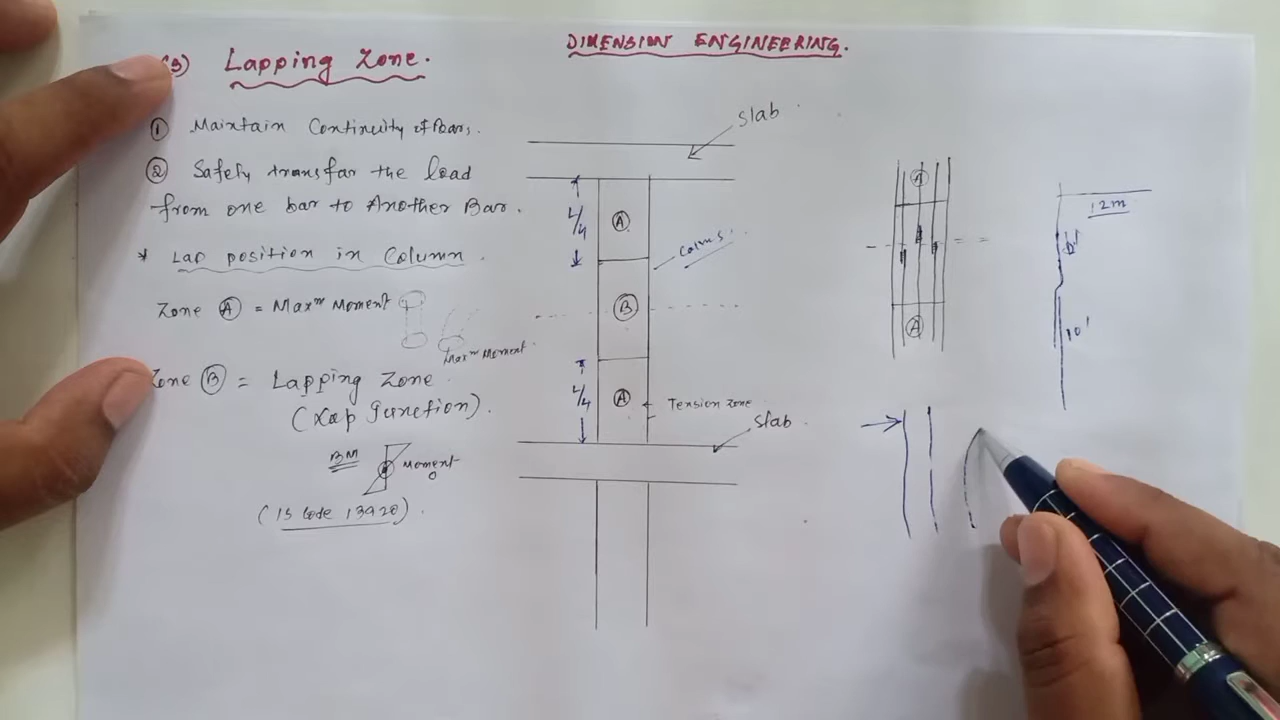 DIMENSION ENGINEERING.
(3) Lapping Zone.
① Maintain Continuity of Bars.
② Safely transfar the load
from one bar to Another Bar.
* Lap position in Column.
Zone Ⓐ = Maxᵐ Moment
Maxᵐ Moment
Zone Ⓑ = Lapping Zone
(Lap Junction).
BM
Moment
(IS Code 13920).
Slab
L/4
A
B
L/4
A
Tension Zone
Slab
A
A
12m
10'